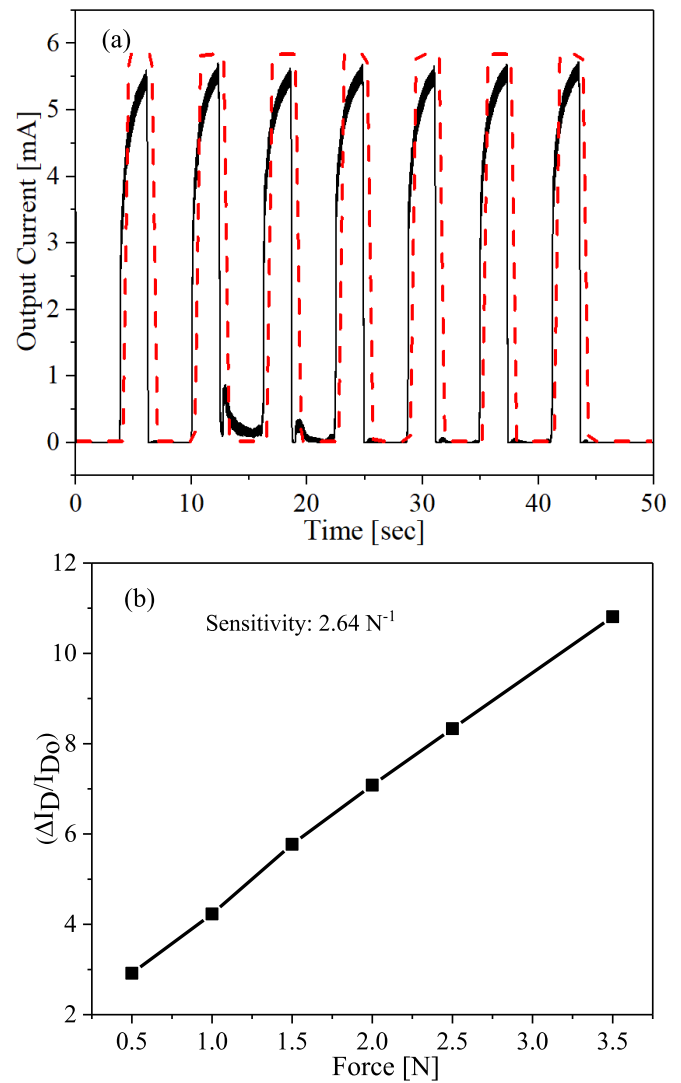 (a)
Output Current [mA]
6
5
4
3
2
1
0
0 10 20 30 40 50
Time [sec]
(b)
Sensitivity: 2.64 N⁻¹
(ΔI_D/I_Do)
12
10
8
6
4
2
0.5 1.0 1.5 2.0 2.5 3.0 3.5
Force [N]